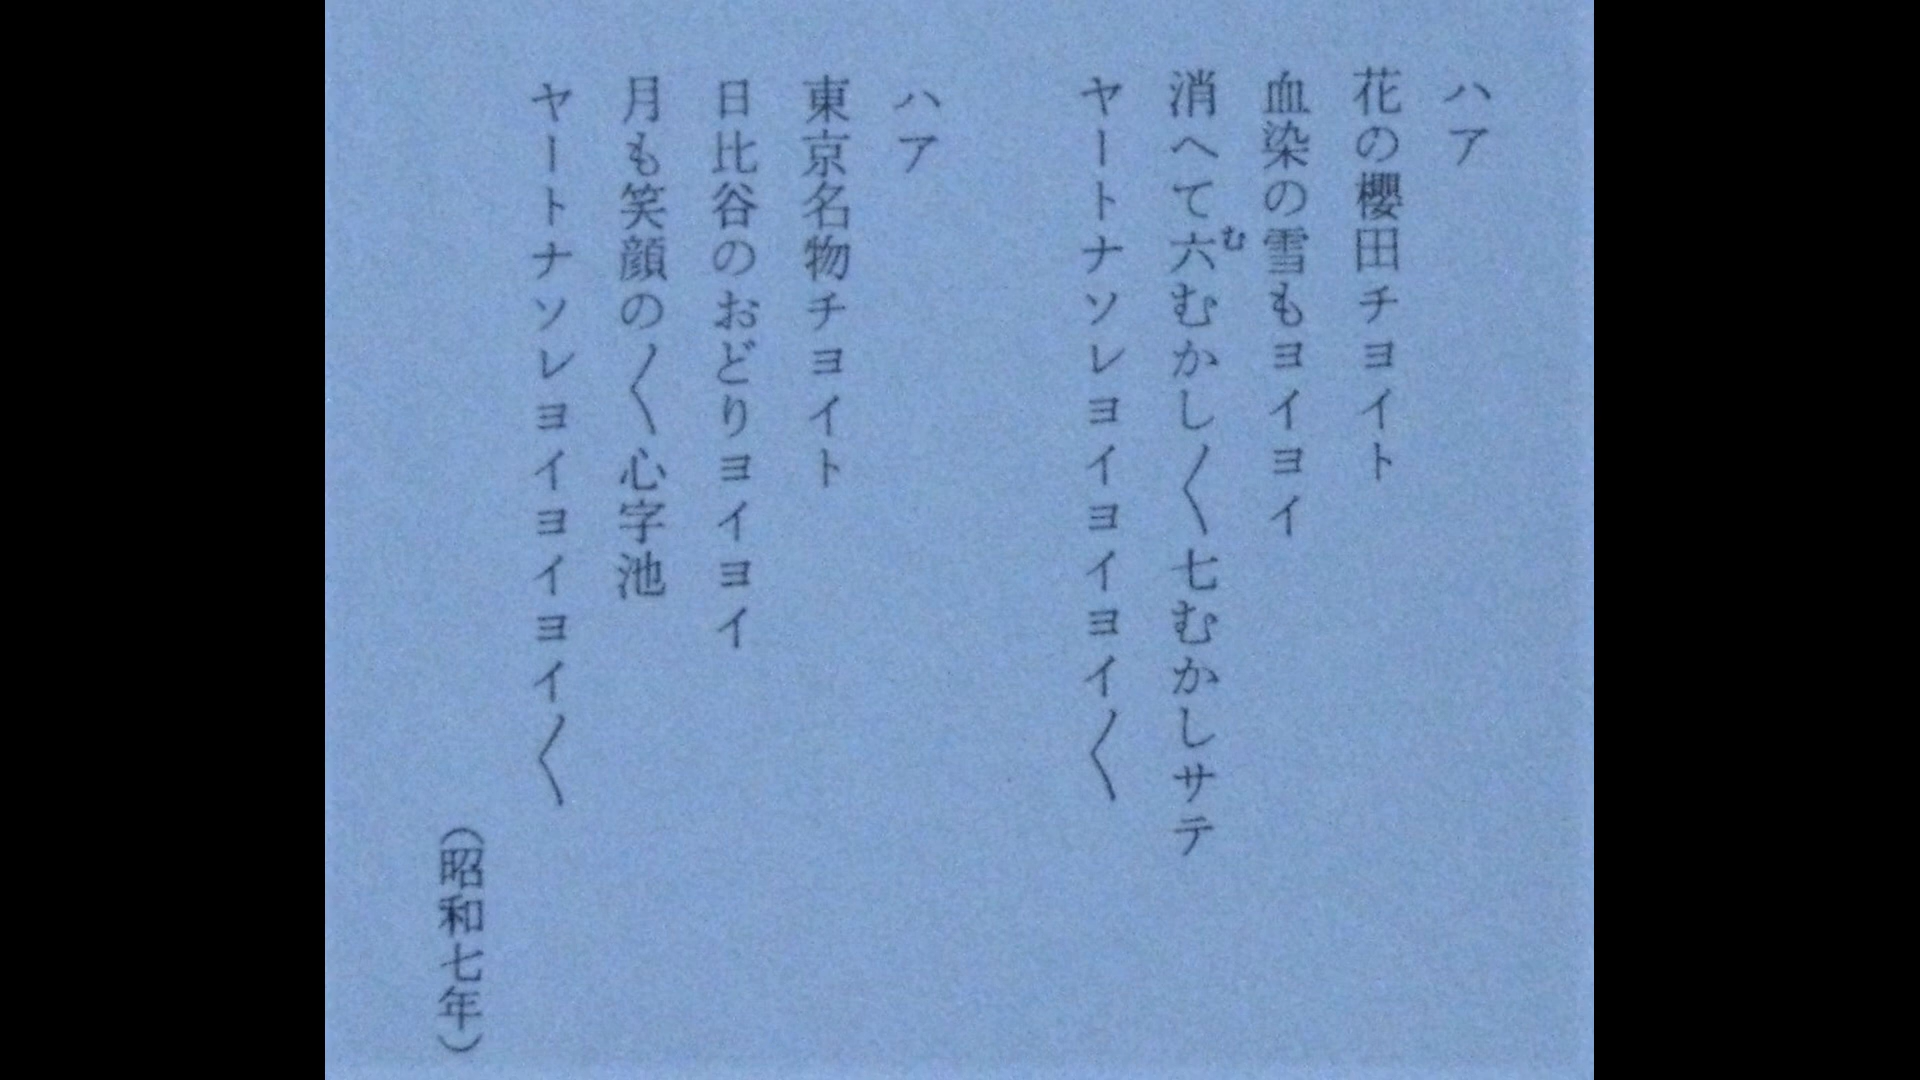 ハア
花の櫻田チヨイト
血染の雪もヨイヨイ
消へて六むむかし〱七むかしサテ
ヤートナソレヨイヨイヨイ〱
ハア
東京名物チヨイト
日比谷のおどりヨイヨイ
月も笑顔の〱心字池
ヤートナソレヨイヨイヨイ〱
（昭和七年）